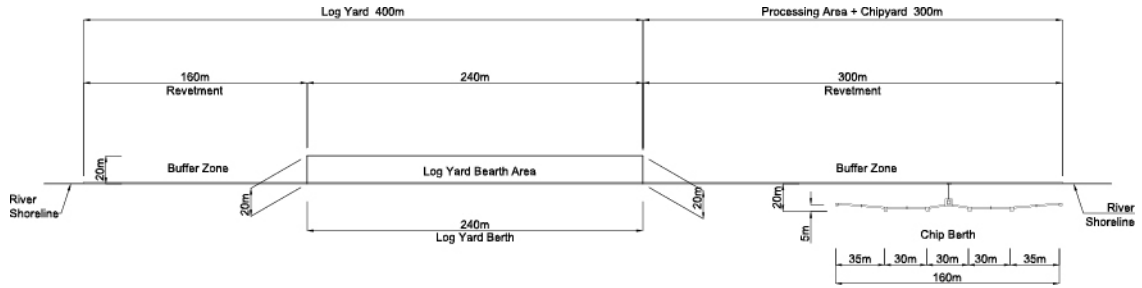 Log Yard 400m
Processing Area + Chipyard 300m
160m
Revetment
240m
300m
Revetment
20m
Buffer Zone
Log Yard Bearth Area
Buffer Zone
River
Shoreline
20m
20m
20m
River
Shoreline
240m
Log Yard Berth
5m
Chip Berth
35m
30m
30m
30m
35m
160m